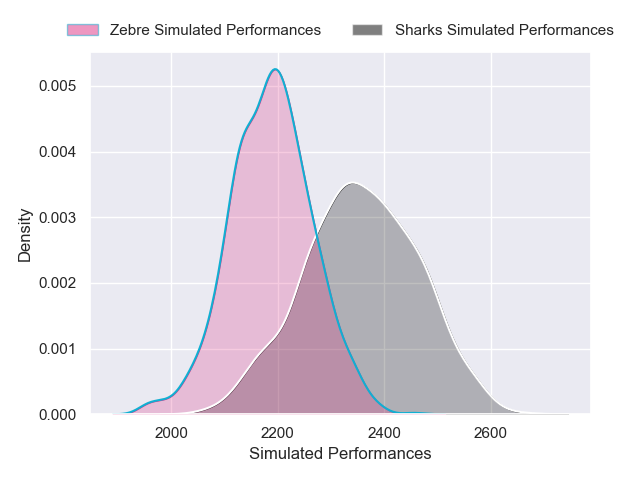 Zebre Simulated Performances Sharks Simulated Performances
0.005
0.004
0.003
0.002
0.001
0.000
Density
2000 2200 2400 2600
Simulated Performances